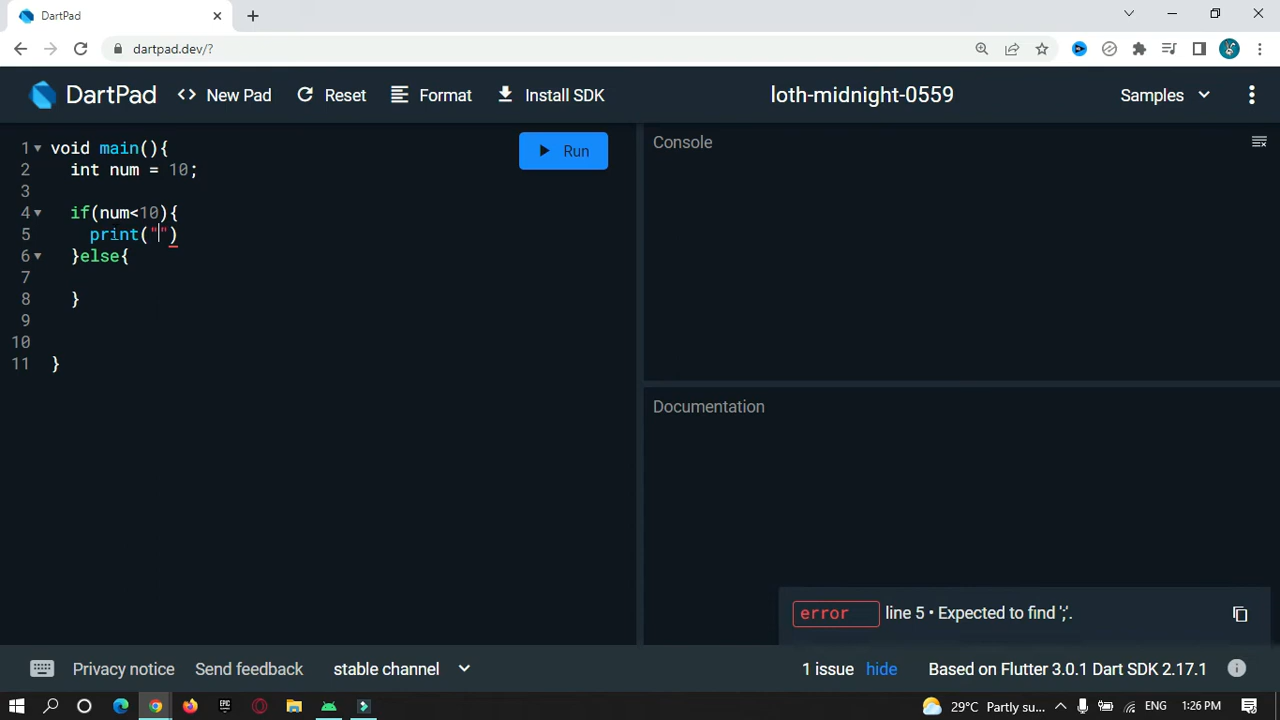 DartPad
dartpad.dev/?
DartPad
New Pad
Reset
Format
Install SDK
loth-midnight-0559
Samples
1 void main(){
2 int num = 10;
3
4 if(num<10){
5 print("")
6 }else{
7
8 }
9
10
11 }
Run
Console
Documentation
error line 5 • Expected to find ';'.
Privacy notice
Send feedback
stable channel
1 issue hide
Based on Flutter 3.0.1 Dart SDK 2.17.1
29°C Partly su...
ENG
1:26 PM